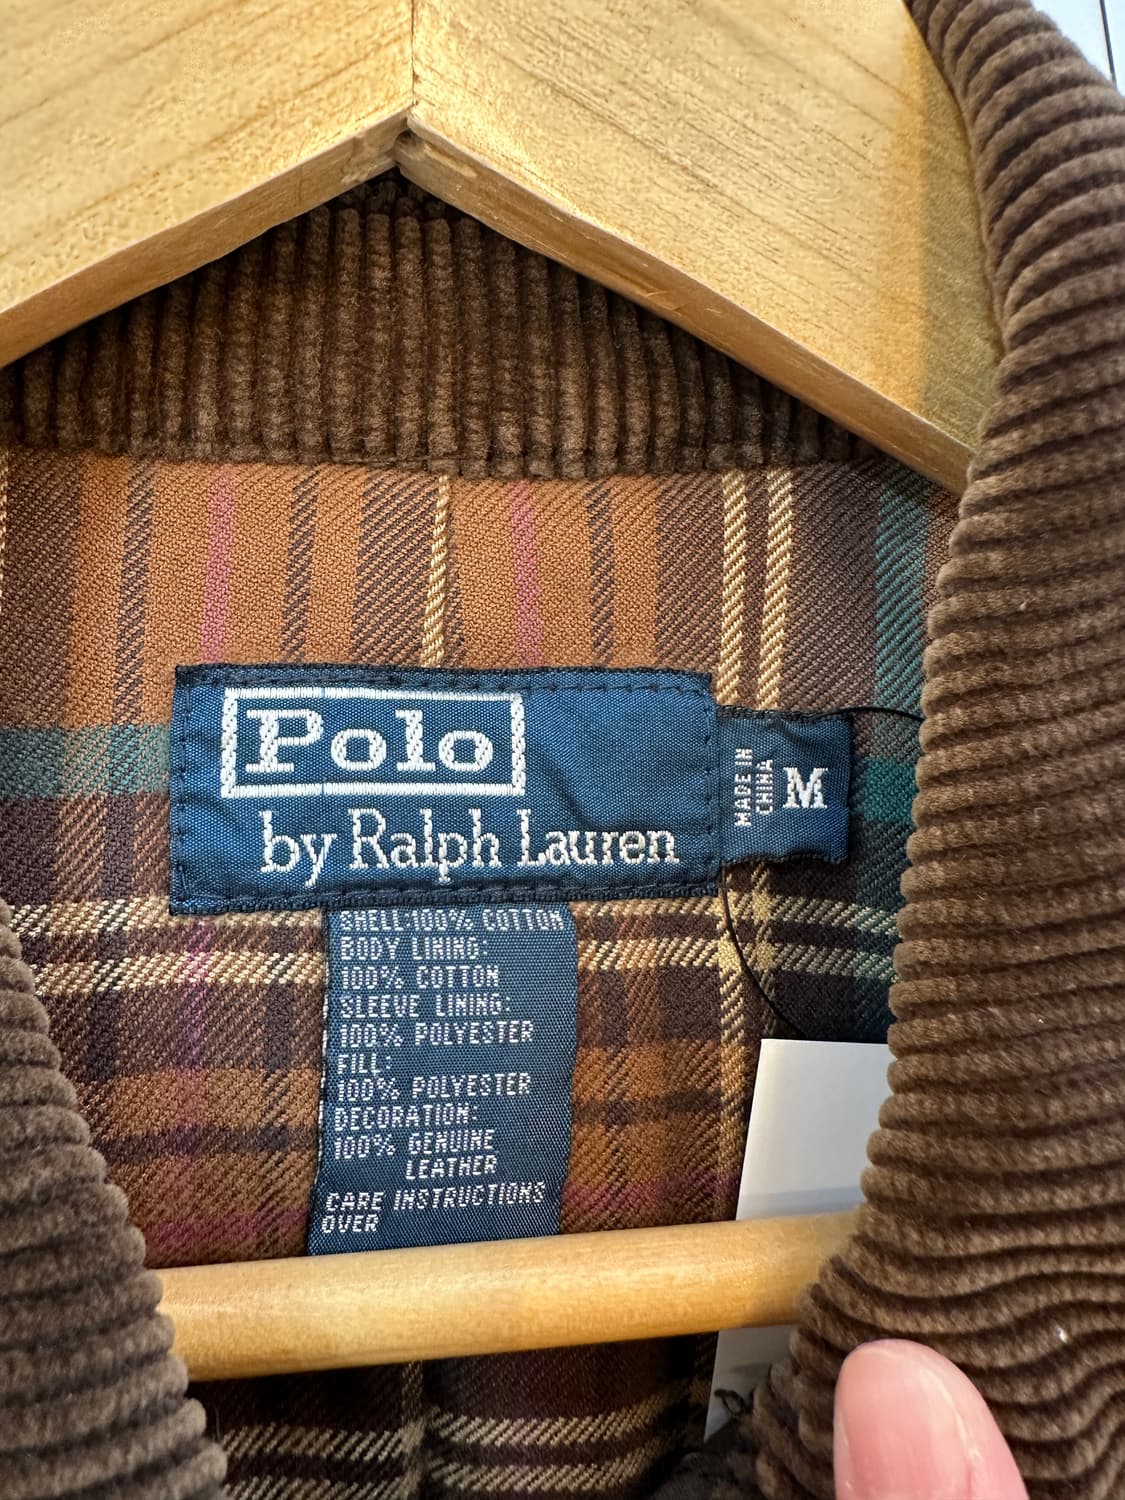 Polo
by Ralph Lauren
MADE IN
CHINA
M
SHELL:100% COTTON
BODY LINING:
100% COTTON
SLEEVE LINING:
100% POLYESTER
FILL:
100% POLYESTER
DECORATION:
100% GENUINE
LEATHER
CARE INSTRUCTIONS
OVER